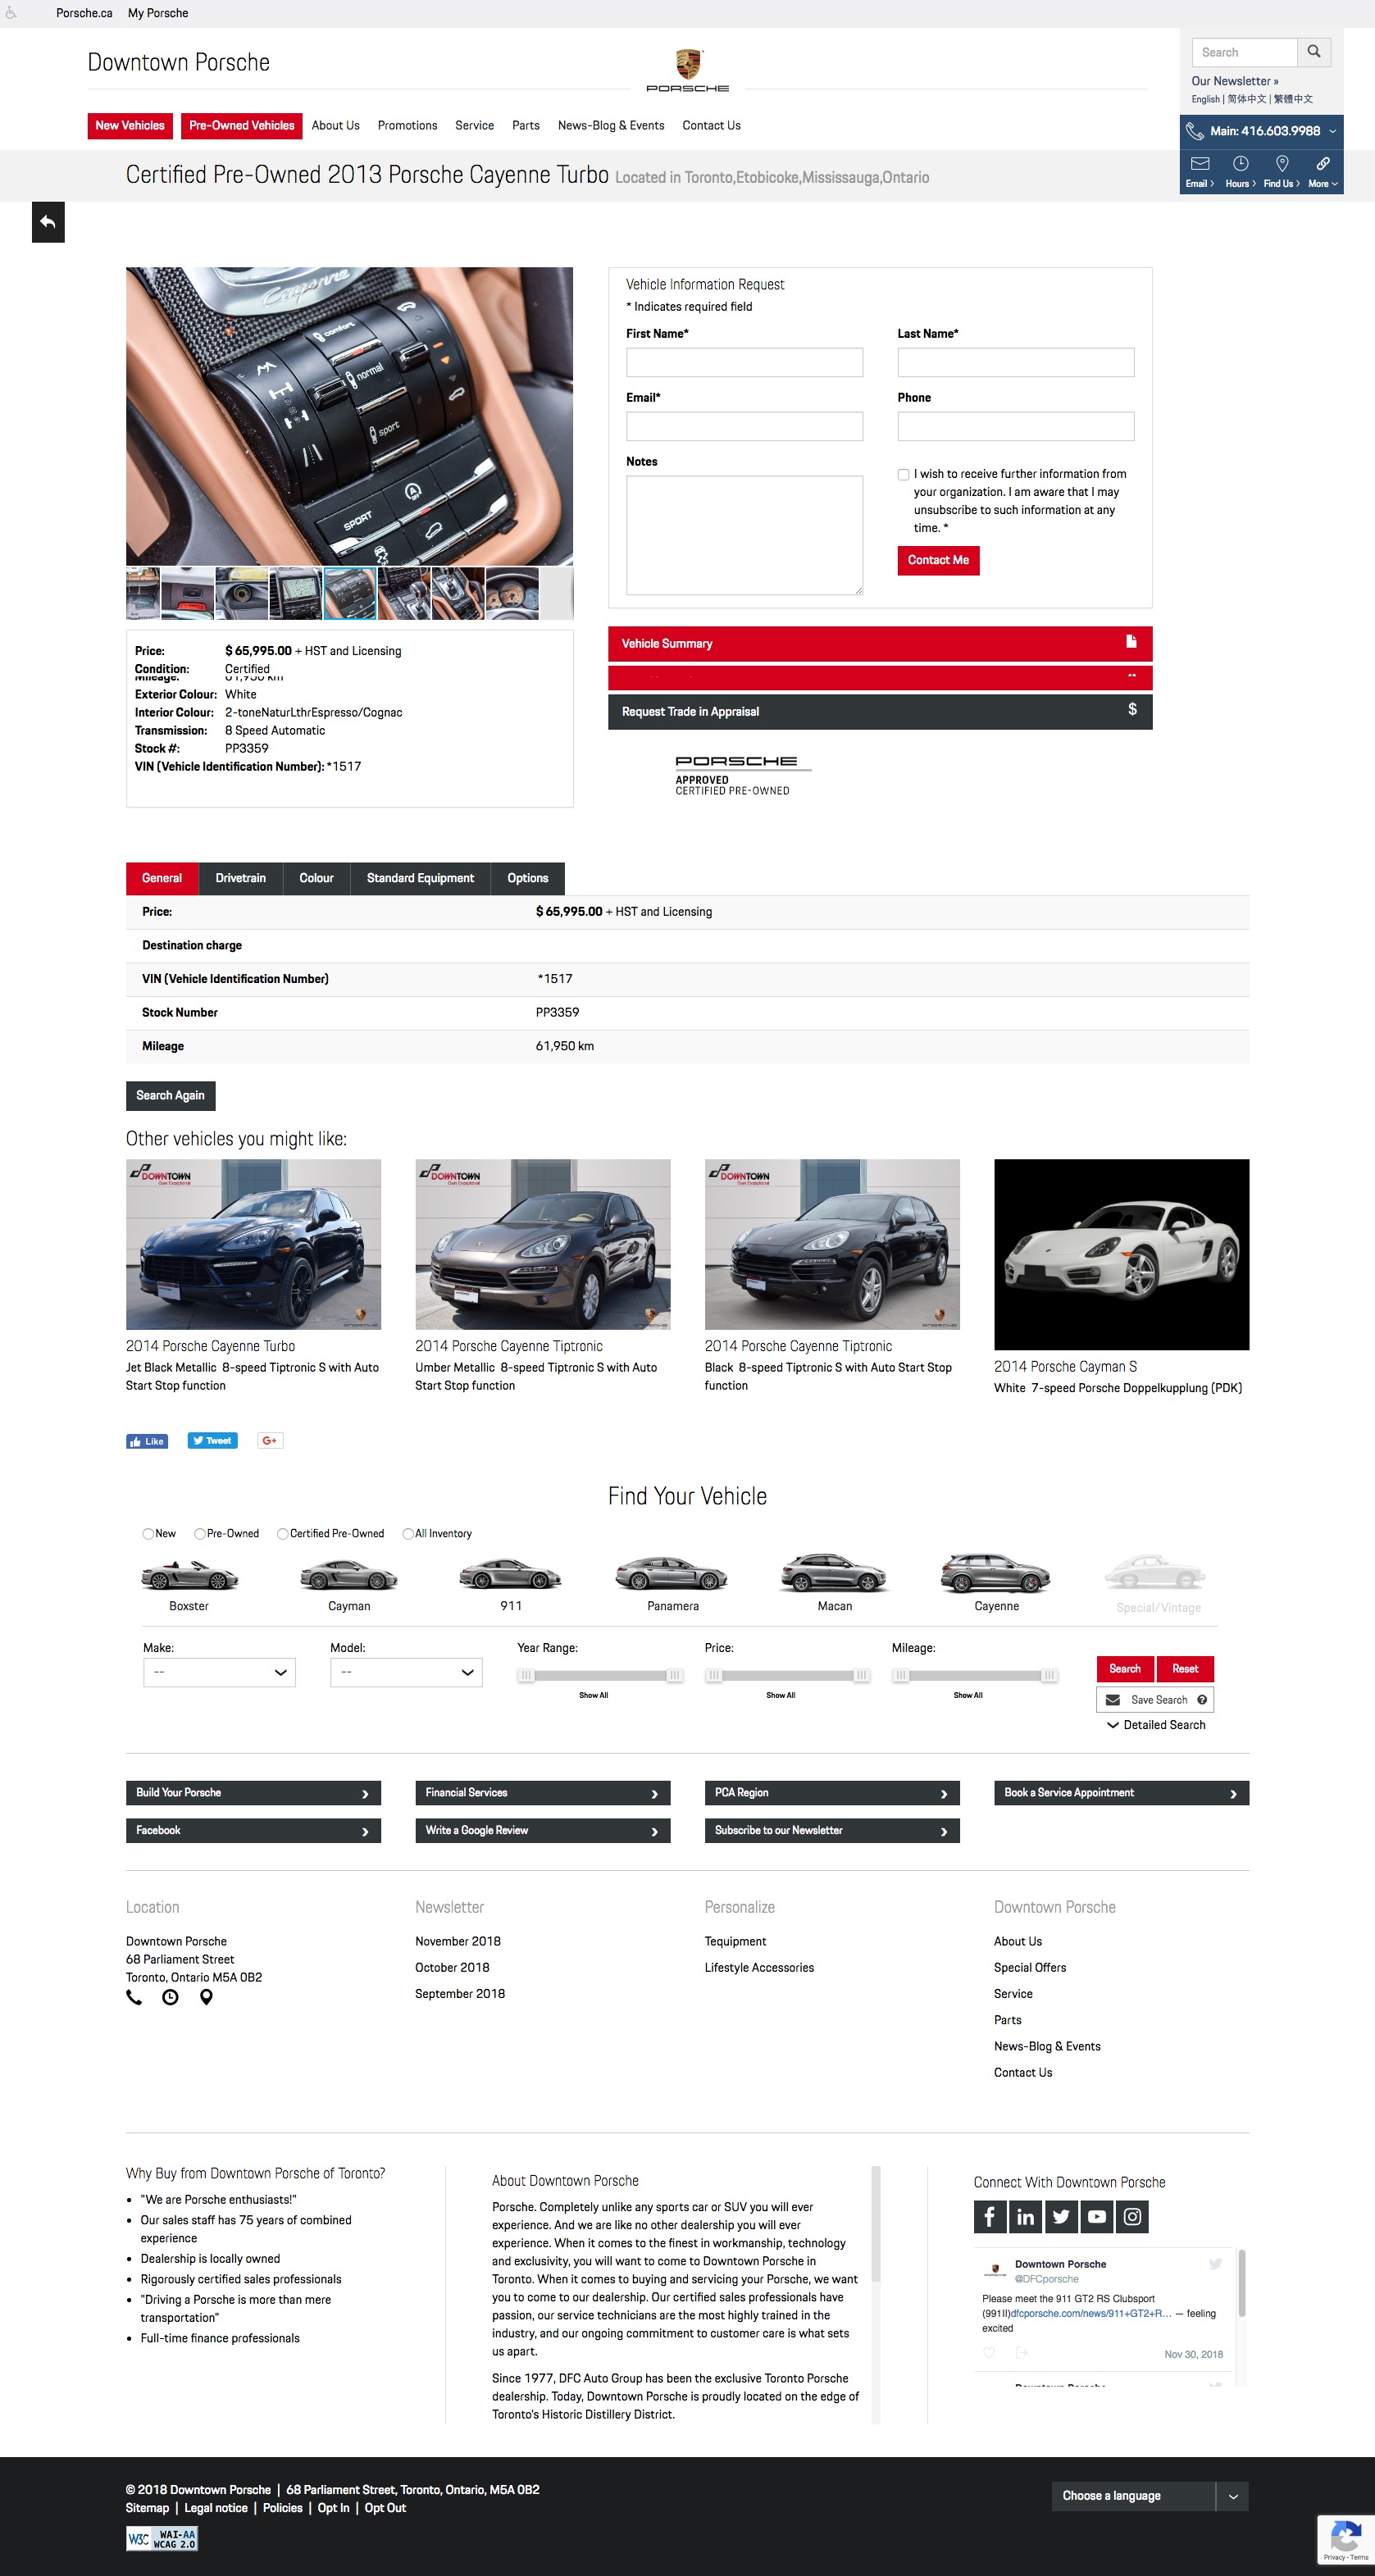 Porsche.ca My Porsche
Downtown Porsche
PORSCHE
Search
Our Newsletter »
English | 简体中文 | 繁體中文
Main: 416.603.9988
Email Hours Find Us More
New Vehicles Pre-Owned Vehicles About Us Promotions Service Parts News-Blog & Events Contact Us
Certified Pre-Owned 2013 Porsche Cayenne Turbo Located in Toronto,Etobicoke,Mississauga,Ontario
Cayenne
comfort
normal
sport
SPORT
Vehicle Information Request
* Indicates required field
First Name* Last Name*
Email* Phone
Notes
I wish to receive further information from
your organization. I am aware that I may
unsubscribe to such information at any
time. *
Contact Me
Price: $ 65,995.00 + HST and Licensing
Condition: Certified
Mileage: 61,950 km
Exterior Colour: White
Interior Colour: 2-toneNaturLthrEspresso/Cognac
Transmission: 8 Speed Automatic
Stock #: PP3359
VIN (Vehicle Identification Number): *1517
Vehicle Summary
Request Trade in Appraisal $
PORSCHE
APPROVED
CERTIFIED PRE-OWNED
General Drivetrain Colour Standard Equipment Options
Price: $ 65,995.00 + HST and Licensing
Destination charge
VIN (Vehicle Identification Number) *1517
Stock Number PP3359
Mileage 61,950 km
Search Again
Other vehicles you might like:
DOWNTOWN
Own Exceptional
DOWNTOWN
Own Exceptional
DOWNTOWN
Own Exceptional
PORSCHE
PORSCHE
PORSCHE
2014 Porsche Cayenne Turbo
Jet Black Metallic 8-speed Tiptronic S with Auto
Start Stop function
2014 Porsche Cayenne Tiptronic
Umber Metallic 8-speed Tiptronic S with Auto
Start Stop function
2014 Porsche Cayenne Tiptronic
Black 8-speed Tiptronic S with Auto Start Stop
function
2014 Porsche Cayman S
White 7-speed Porsche Doppelkupplung (PDK)
Like Tweet G+
Find Your Vehicle
New Pre-Owned Certified Pre-Owned All Inventory
Boxster Cayman 911 Panamera Macan Cayenne Special/Vintage
Make: Model: Year Range: Price: Mileage:
-- --
Show All Show All Show All
Search Reset
Save Search
Detailed Search
Build Your Porsche Financial Services PCA Region Book a Service Appointment
Facebook Write a Google Review Subscribe to our Newsletter
Location
Downtown Porsche
68 Parliament Street
Toronto, Ontario M5A 0B2
Newsletter
November 2018
October 2018
September 2018
Personalize
Tequipment
Lifestyle Accessories
Downtown Porsche
About Us
Special Offers
Service
Parts
News-Blog & Events
Contact Us
Why Buy from Downtown Porsche of Toronto?
"We are Porsche enthusiasts!"
Our sales staff has 75 years of combined
experience
Dealership is locally owned
Rigorously certified sales professionals
"Driving a Porsche is more than mere
transportation"
Full-time finance professionals
About Downtown Porsche
Porsche. Completely unlike any sports car or SUV you will ever
experience. And we are like no other dealership you will ever
experience. When it comes to the finest in workmanship, technology
and exclusivity, you will want to come to Downtown Porsche in
Toronto. When it comes to buying and servicing your Porsche, we want
you to come to our dealership. Our certified sales professionals have
passion, our service technicians are the most highly trained in the
industry, and our ongoing commitment to customer care is what sets
us apart.
Since 1977, DFC Auto Group has been the exclusive Toronto Porsche
dealership. Today, Downtown Porsche is proudly located on the edge of
Toronto's Historic Distillery District.
Connect With Downtown Porsche
Downtown Porsche
@DFCporsche
Please meet the 911 GT2 RS Clubsport
(991II)dfcporsche.com/news/911+GT2+R... — feeling
excited
Nov 30, 2018
Downtown Porsche
© 2018 Downtown Porsche | 68 Parliament Street, Toronto, Ontario, M5A 0B2
Sitemap | Legal notice | Policies | Opt In | Opt Out
W3C WAI-AA
WCAG 2.0
Choose a language
Privacy - Terms